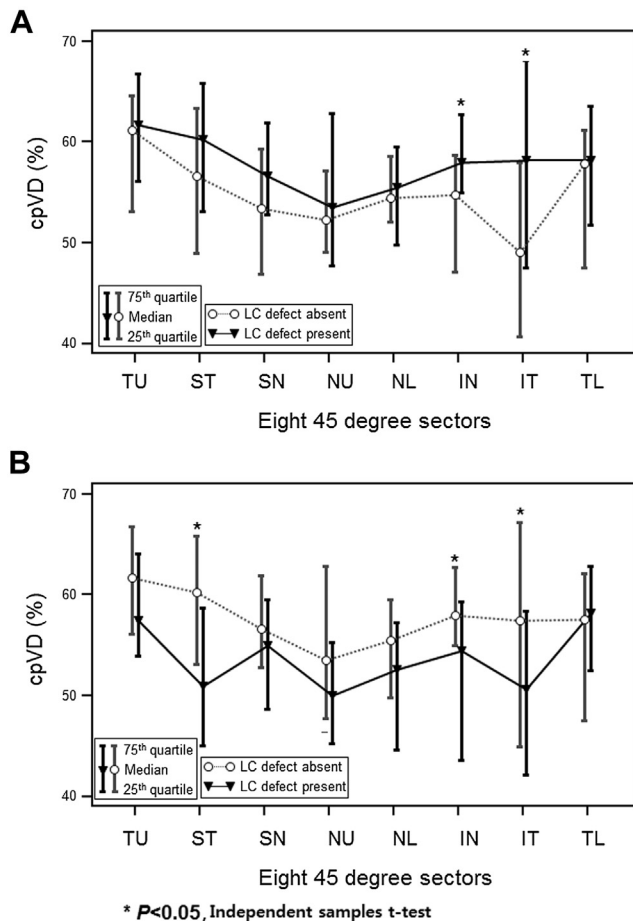 A
70
60
50
40
cpVD (%)
*
*
75th quartile
Median
25th quartile
LC defect absent
LC defect present
TU ST SN NU NL IN IT TL
Eight 45 degree sectors
B
70
60
50
40
cpVD (%)
*
*
*
75th quartile
Median
25th quartile
LC defect absent
LC defect present
TU ST SN NU NL IN IT TL
Eight 45 degree sectors
* P<0.05, Independent samples t-test